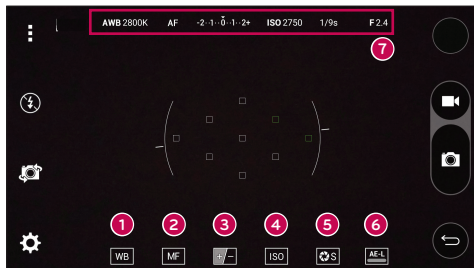 AWB 2800K AF -2··1··0··1··2+ ISO 2750 1/9s F 2.4
7
1 2 3 4 5 6
WB MF +/- ISO S AE-L